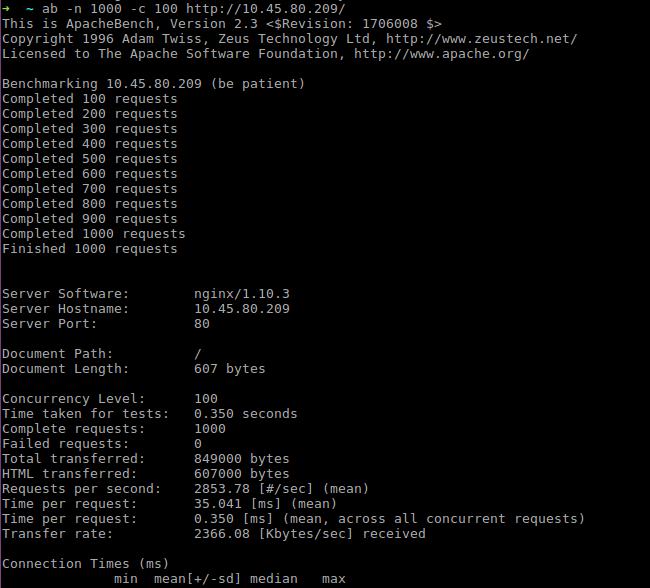 ➜  ~ ab -n 1000 -c 100 http://10.45.80.209/
This is ApacheBench, Version 2.3 <$Revision: 1706008 $>
Copyright 1996 Adam Twiss, Zeus Technology Ltd, http://www.zeustech.net/
Licensed to The Apache Software Foundation, http://www.apache.org/

Benchmarking 10.45.80.209 (be patient)
Completed 100 requests
Completed 200 requests
Completed 300 requests
Completed 400 requests
Completed 500 requests
Completed 600 requests
Completed 700 requests
Completed 800 requests
Completed 900 requests
Completed 1000 requests
Finished 1000 requests


Server Software:        nginx/1.10.3
Server Hostname:        10.45.80.209
Server Port:            80

Document Path:          /
Document Length:        607 bytes

Concurrency Level:      100
Time taken for tests:   0.350 seconds
Complete requests:      1000
Failed requests:        0
Total transferred:      849000 bytes
HTML transferred:       607000 bytes
Requests per second:    2853.78 [#/sec] (mean)
Time per request:       35.041 [ms] (mean)
Time per request:       0.350 [ms] (mean, across all concurrent requests)
Transfer rate:          2366.08 [Kbytes/sec] received

Connection Times (ms)
              min  mean[+/-sd] median   max